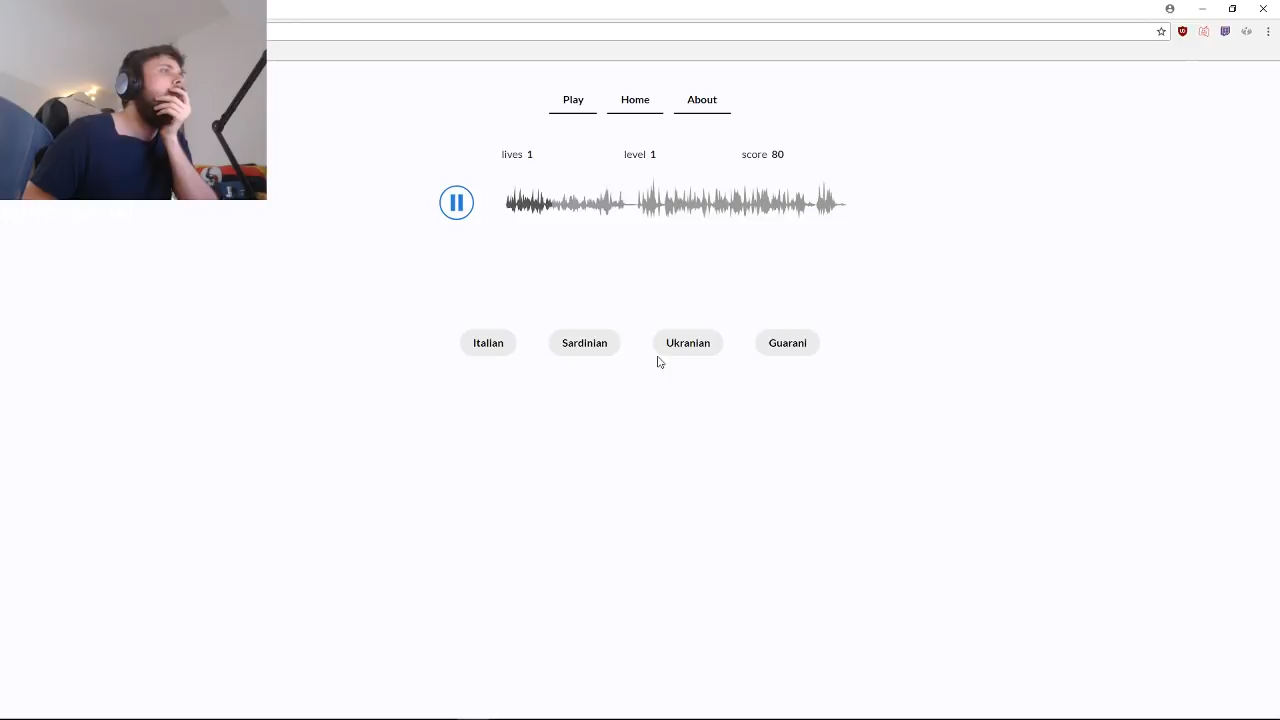 Play Home About
lives 1 level 1 score 80
Italian Sardinian Ukranian Guarani